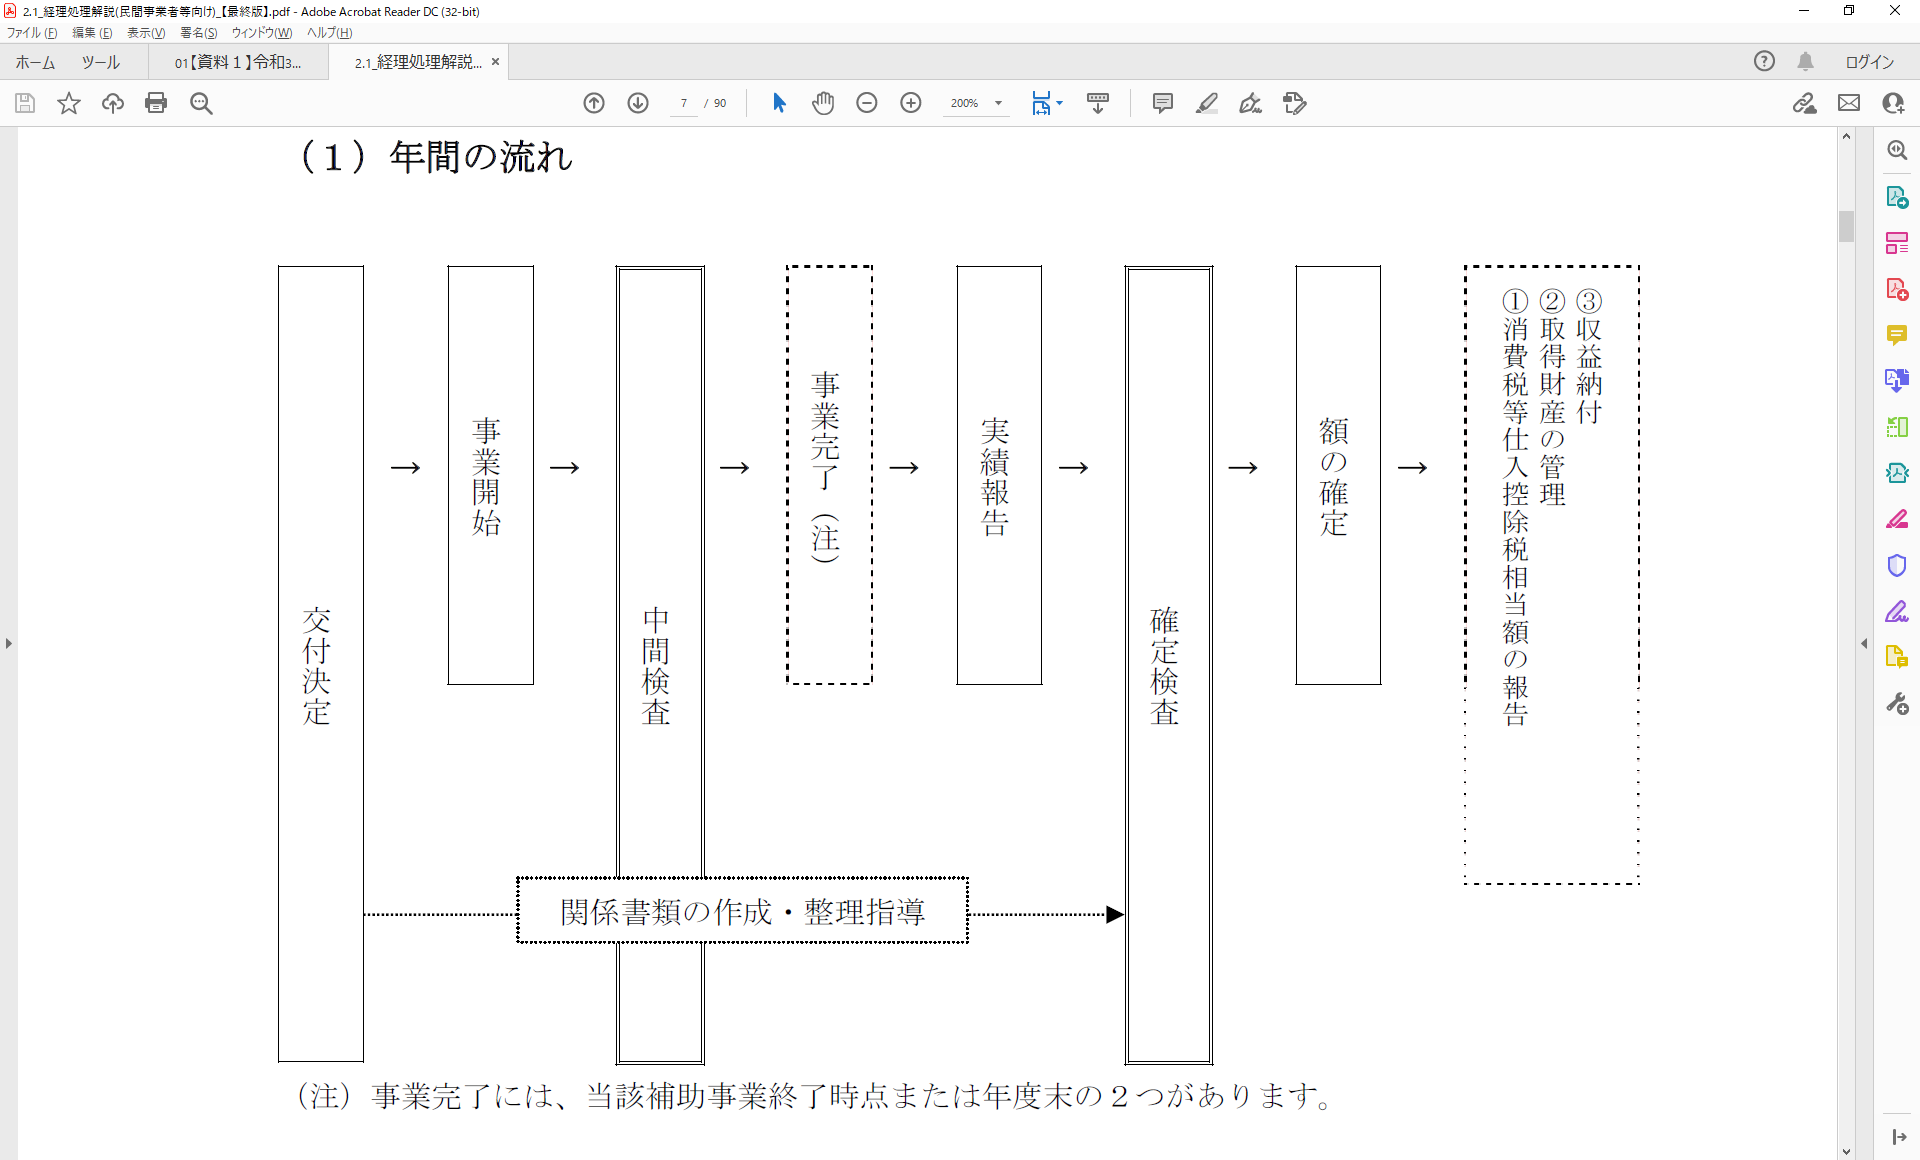 2.1_経理処理解説(民間事業者等向け)_【最終版】.pdf - Adobe Acrobat Reader DC (32-bit)
ファイル(F) 編集(E) 表示(V) 署名(S) ウィンドウ(W) ヘルプ(H)
ホーム ツール 01【資料１】令和3... 2.1_経理処理解説... × ログイン
7 / 90 200%
（１）年間の流れ
交付決定
→
事業開始
→
中間検査
→
事業完了（注）
→
実績報告
→
確定検査
→
額の確定
→
①消費税等仕入控除税相当額の報告
②取得財産の管理
③収益納付
関係書類の作成・整理指導
（注）事業完了には、当該補助事業終了時点または年度末の２つがあります。